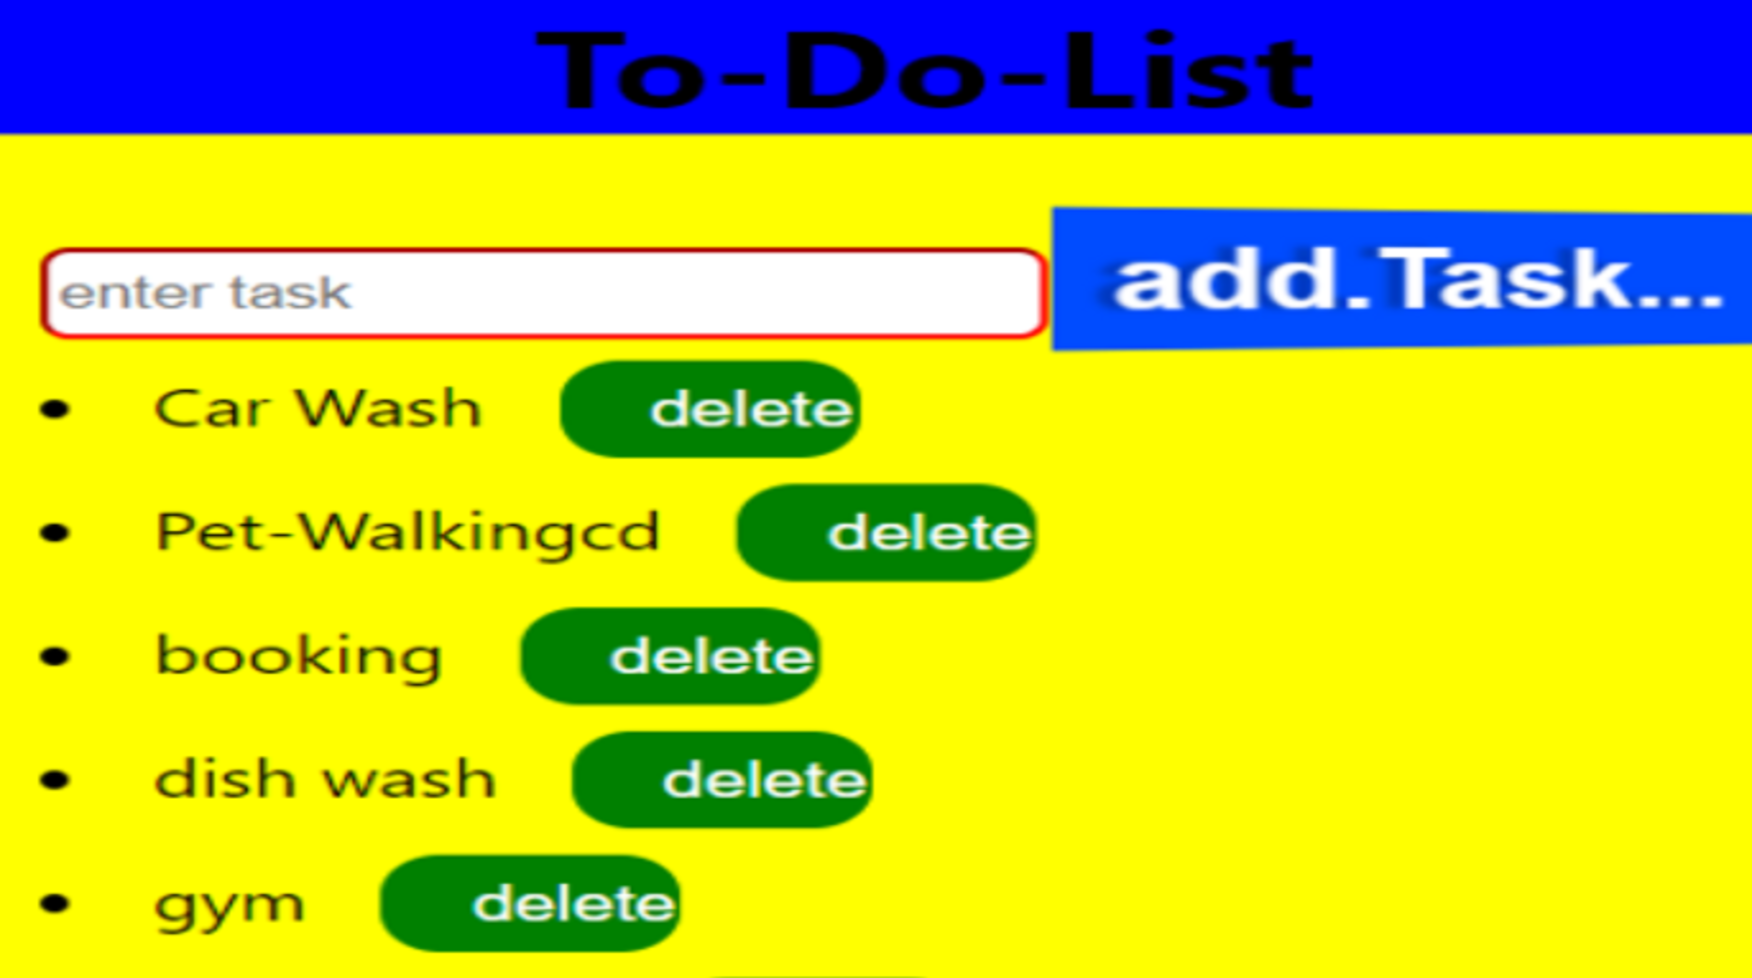 To-Do-List
enter task add.Task...
• Car Wash delete
• Pet-Walkingcd delete
• booking delete
• dish wash delete
• gym delete